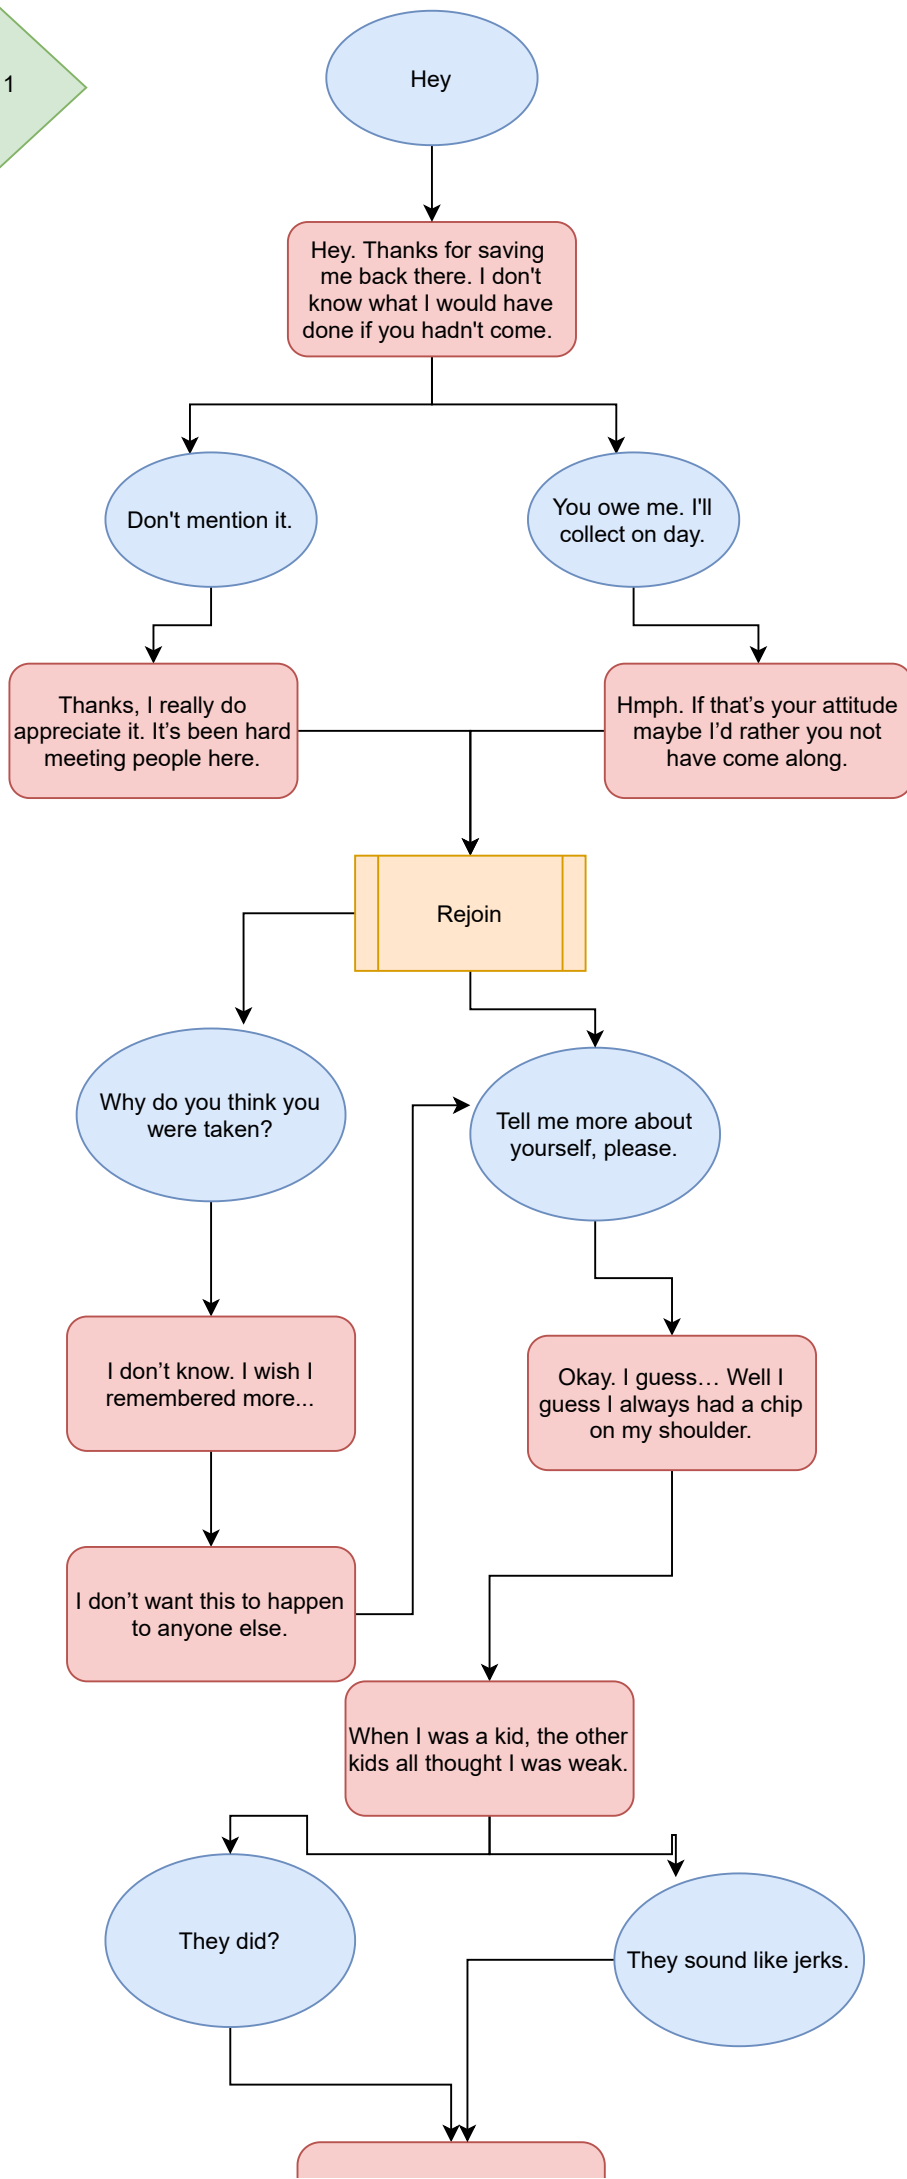 1
Hey
Hey. Thanks for saving
me back there. I don't
know what I would have
done if you hadn't come.
Don't mention it.
You owe me. I'll
collect on day.
Thanks, I really do
appreciate it. It’s been hard
meeting people here.
Hmph. If that’s your attitude
maybe I’d rather you not
have come along.
Rejoin
Why do you think you
were taken?
Tell me more about
yourself, please.
I don’t know. I wish I
remembered more...
Okay. I guess… Well I
guess I always had a chip
on my shoulder.
I don’t want this to happen
to anyone else.
When I was a kid, the other
kids all thought I was weak.
They did?
They sound like jerks.